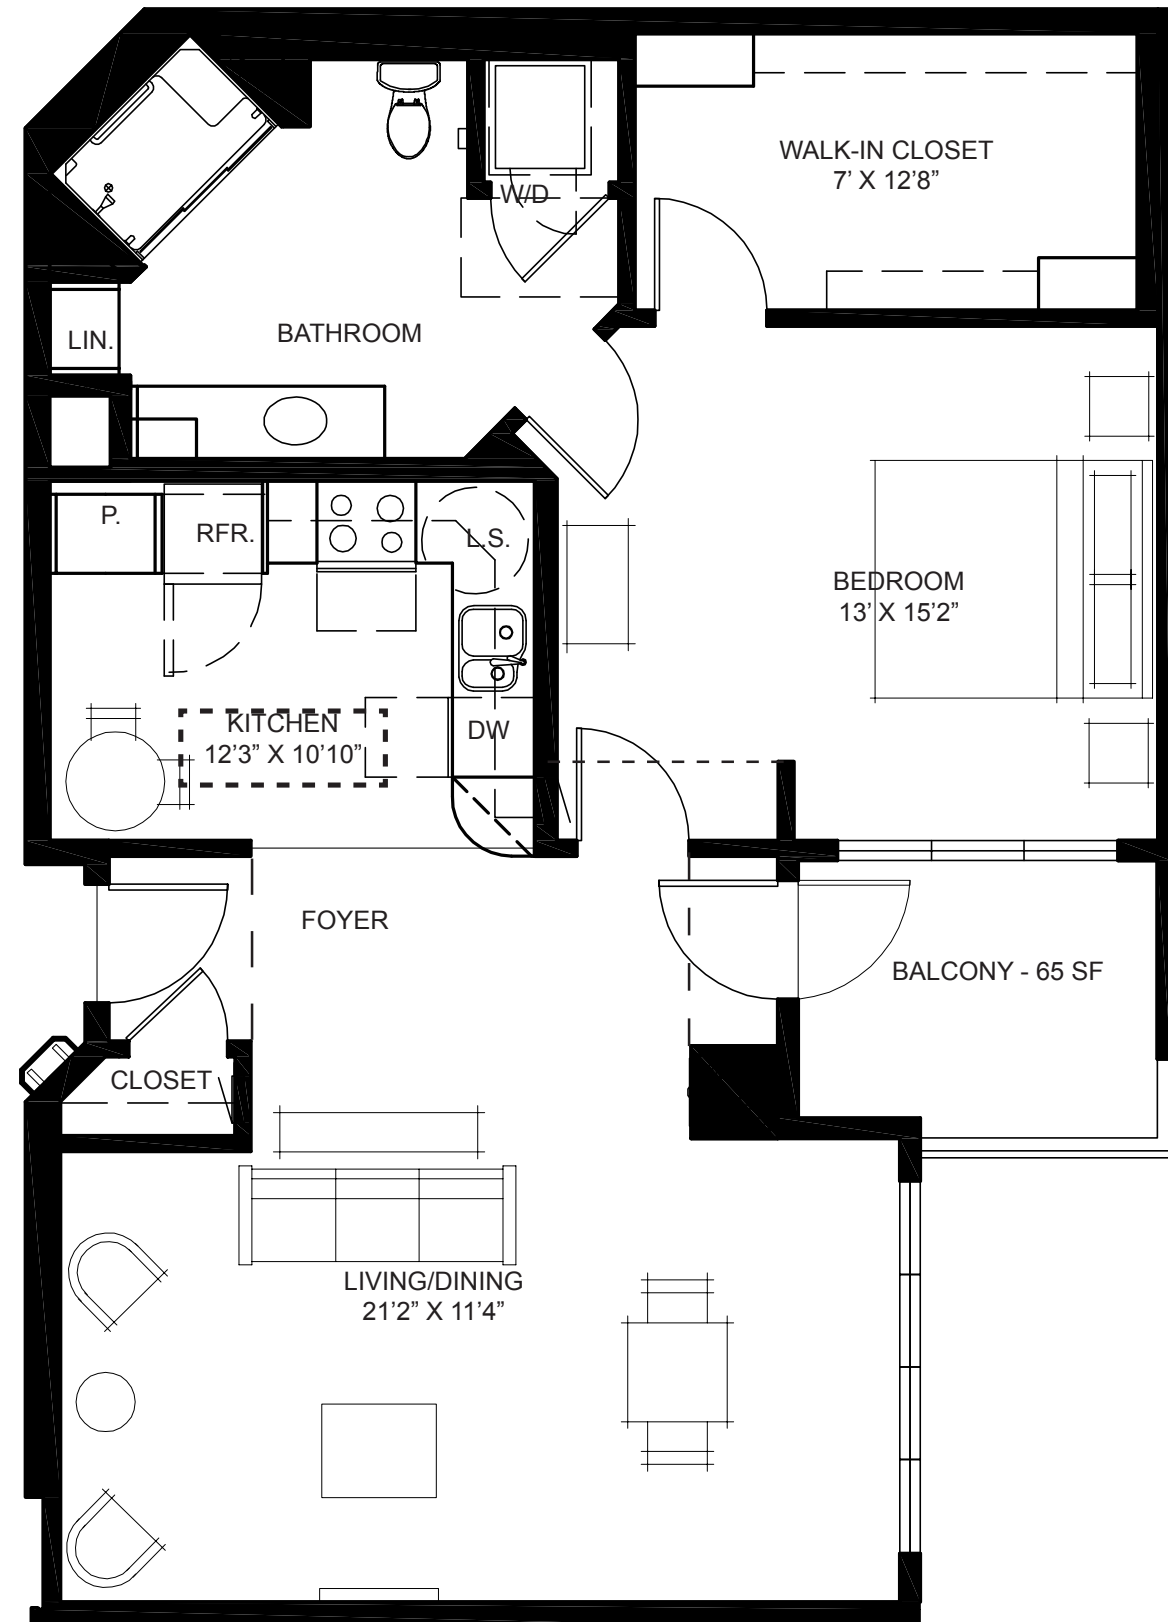 WALK-IN CLOSET
7’ X 12’8”
W/D
LIN.
BATHROOM
P.
RFR.
L.S.
BEDROOM
13’ X 15’2”
KITCHEN
12’3” X 10’10”
DW
FOYER
BALCONY - 65 SF
CLOSET
LIVING/DINING
21’2” X 11’4”